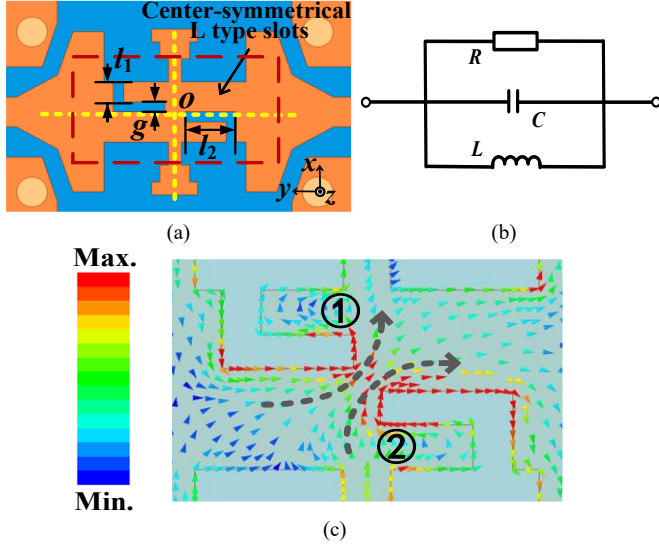 Center-symmetrical
L type slots
l1
o
g
l2
x
y
z
R
C
L
(a)
(b)
Max.
①
②
Min.
(c)